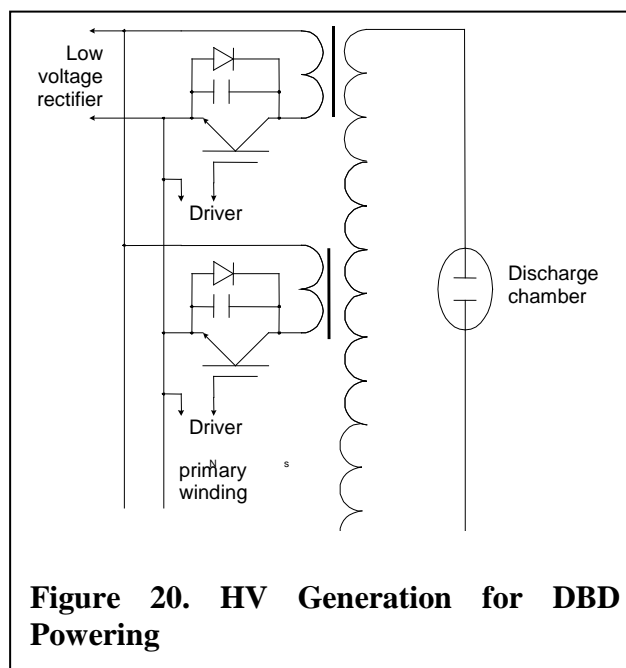 Low
voltage
rectifier
Driver
Discharge
chamber
Driver
N s
primary
winding
Figure 20. HV Generation for DBD
Powering